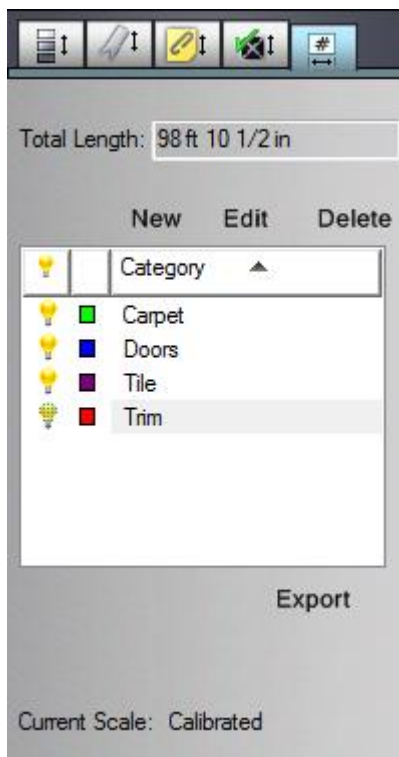 #
Total Length: 98 ft 10 1/2 in
New Edit Delete
Category
Carpet
Doors
Tile
Trim
Export
Current Scale: Calibrated